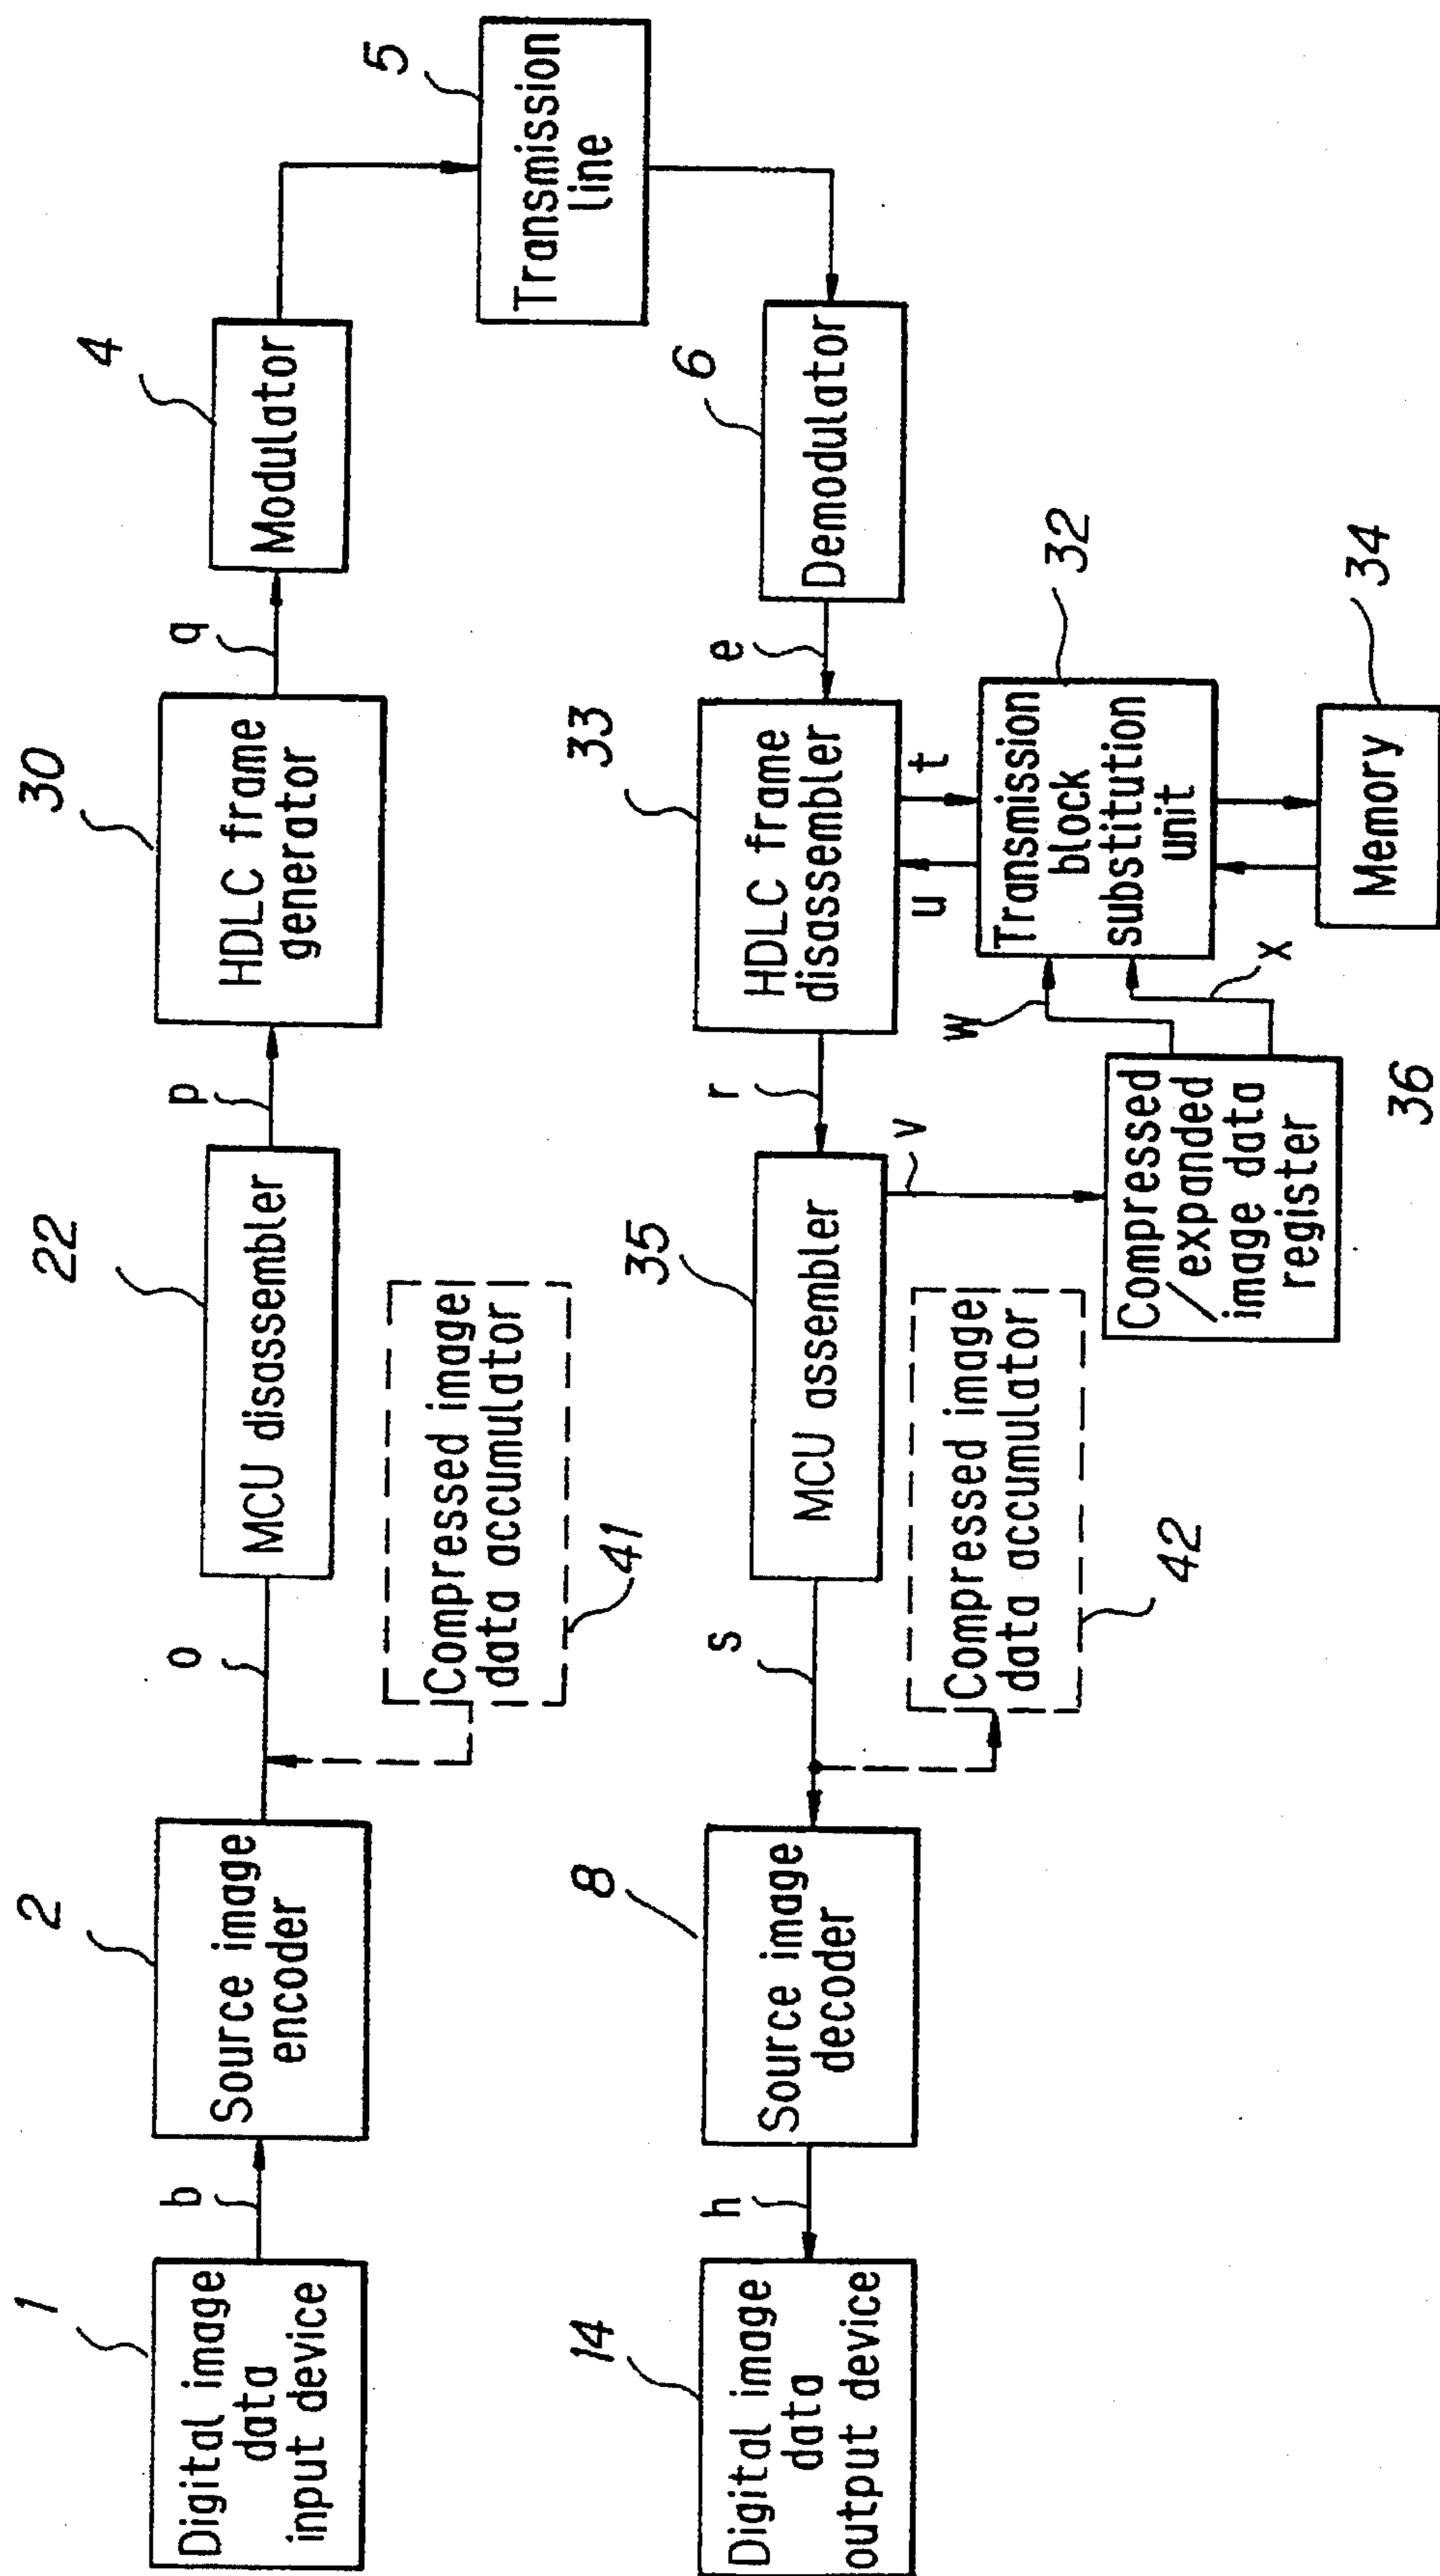 1
Digital image
data
input device
b
2
Source image
encoder
o
Compressed image
data accumulator
41
22
MCU disassembler
p
30
HDLC frame
generator
q
4
Modulator
5
Transmission
line
6
Demodulator
e
33
HDLC frame
disassembler
t
u
32
Transmission
block
substitution
unit
34
Memory
w
x
r
35
MCU assembler
v
Compressed
/expanded
image data
register
36
s
Compressed image
data accumulator
42
8
Source image
decoder
h
14
Digital image
data
output device